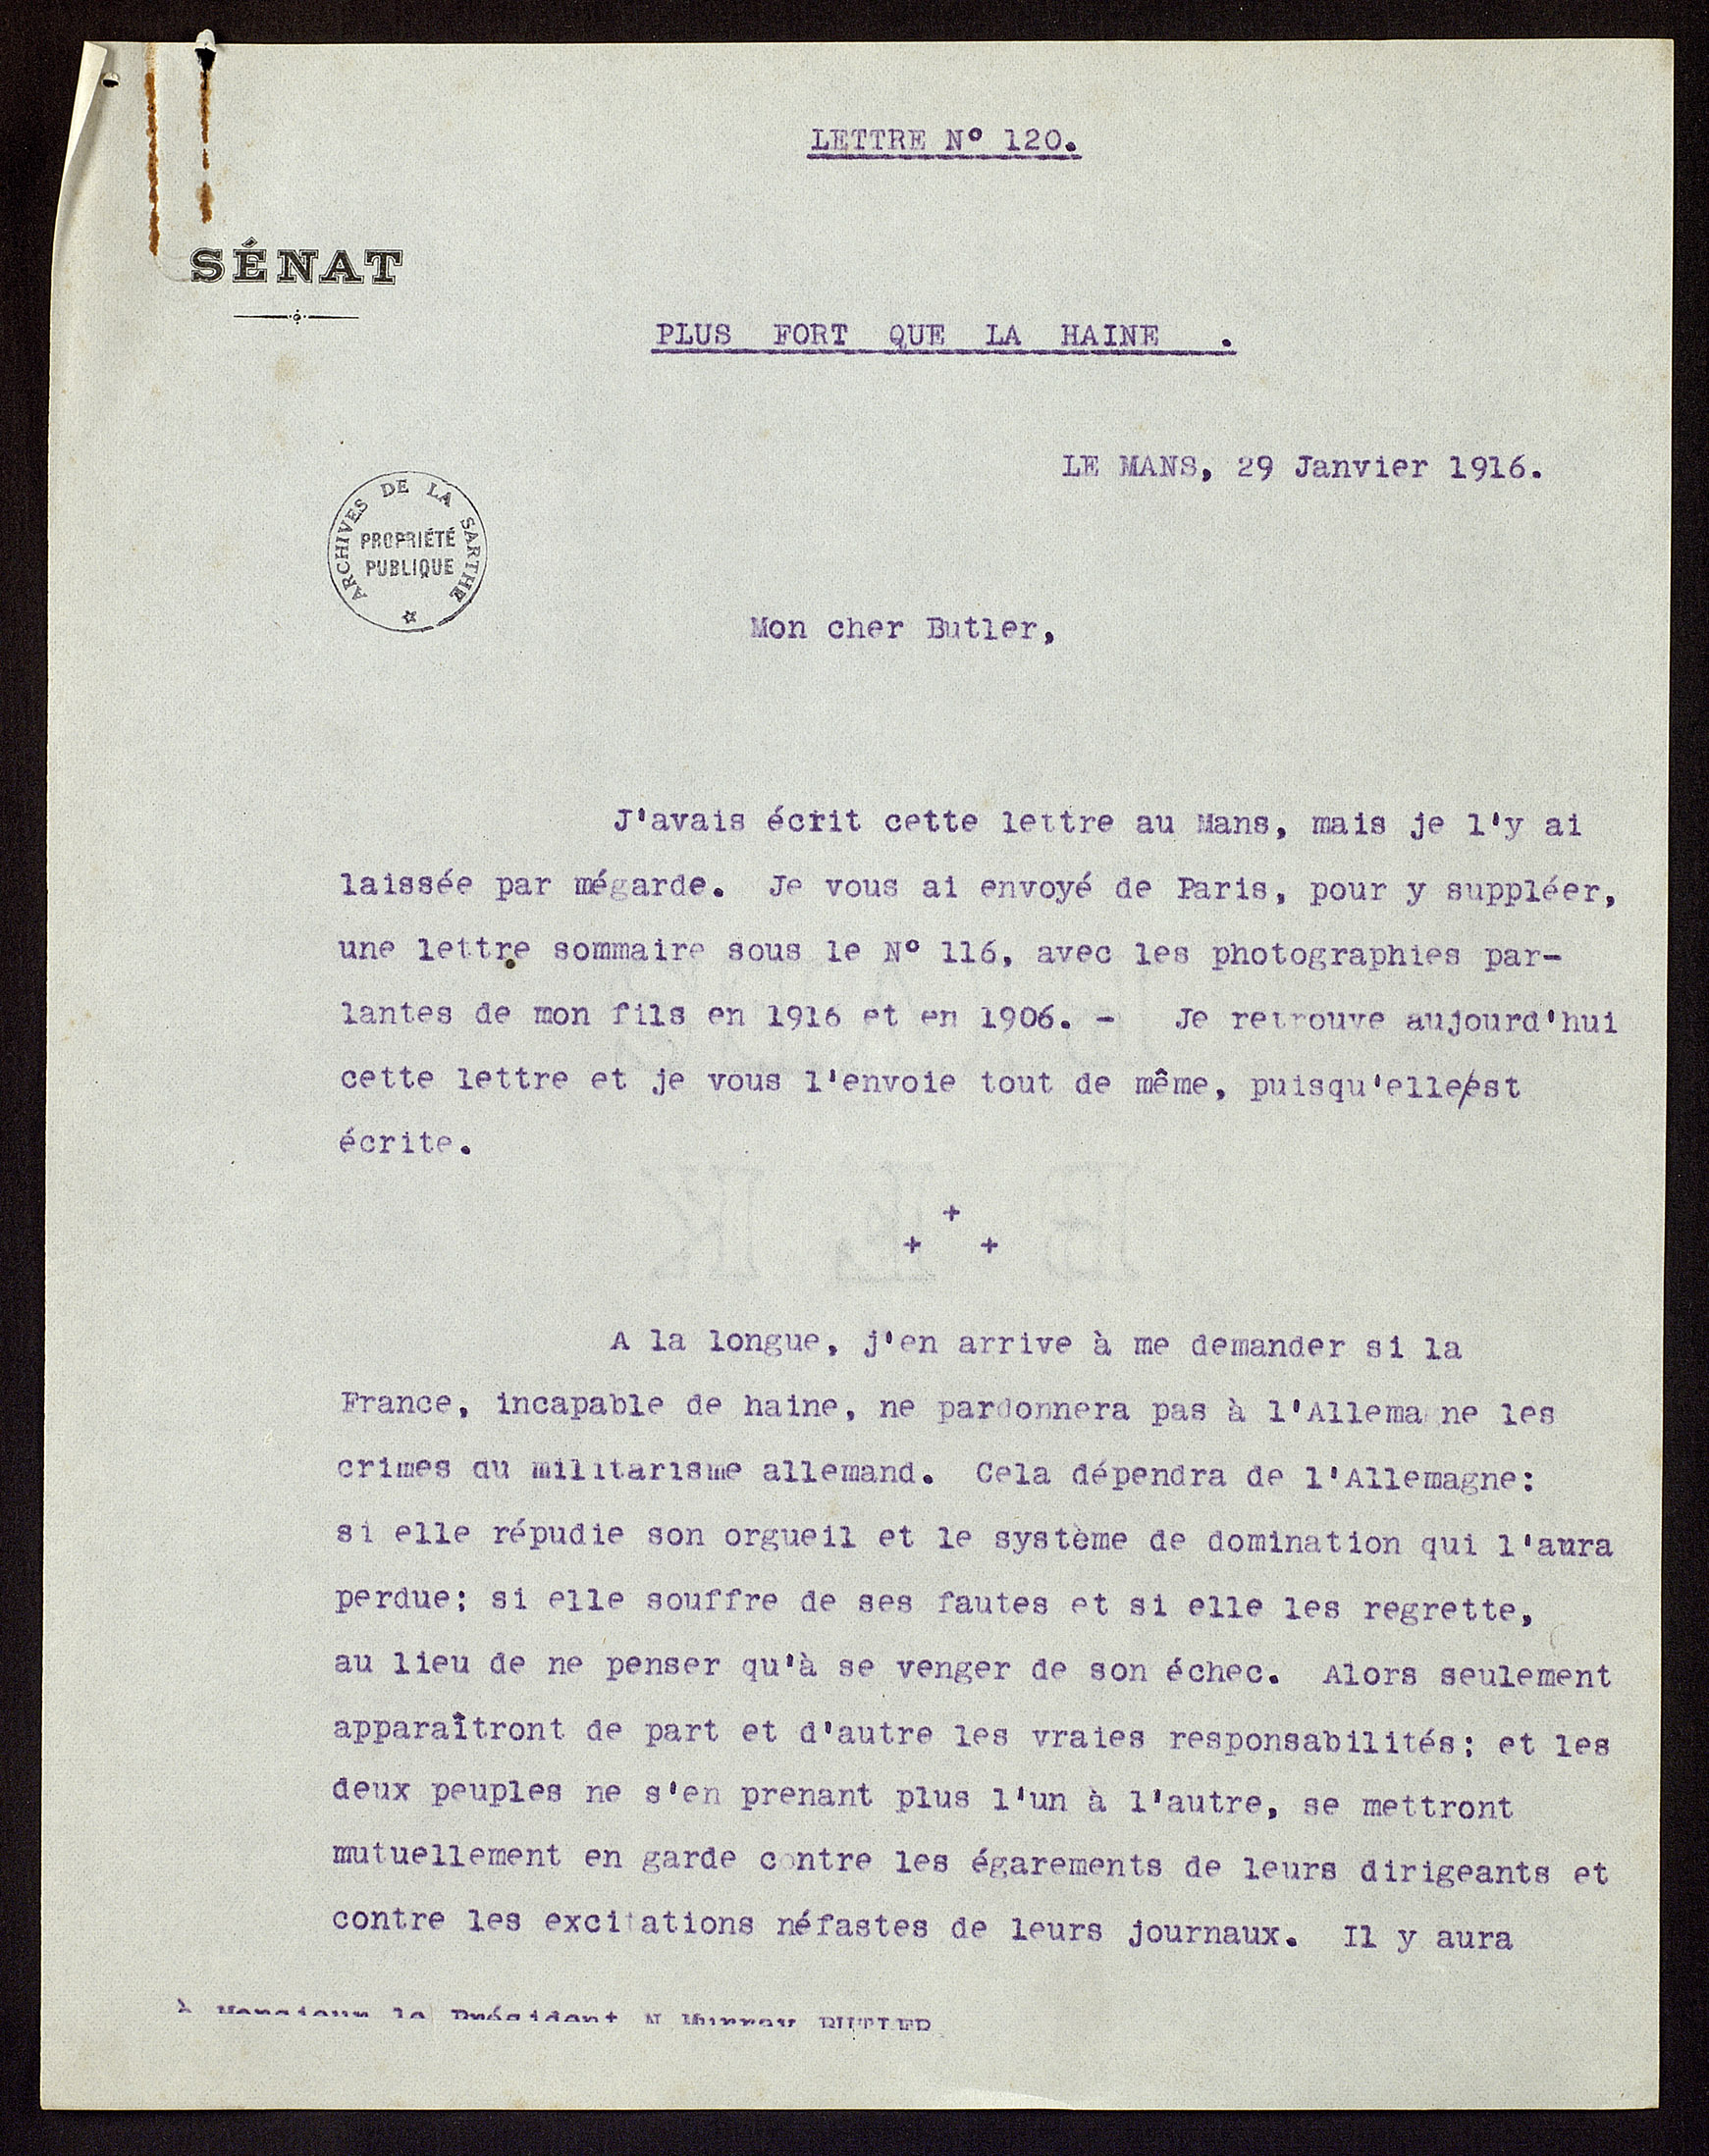 LETTRE Nº 120.
SÉNAT
PLUS FORT QUE LA HAINE .
LE MANS, 29 Janvier 1916.
ARCHIVES DE LA SARTHE
PROPRIÉTÉ
PUBLIQUE
Mon cher Butler,
J'avais écrit cette lettre au Mans, mais je l'y ai
laissée par mégarde. Je vous ai envoyé de Paris, pour y suppléer,
une lettre sommaire sous le Nº 116, avec les photographies par-
lantes de mon fils en 1916 et en 1906. - Je retrouve aujourd'hui
cette lettre et je vous l'envoie tout de même, puisqu'elle/est
écrite.
+
+ +
A la longue, j'en arrive à me demander si la
France, incapable de haine, ne pardonnera pas à l'Allemagne les
crimes du militarisme allemand. Cela dépendra de l'Allemagne:
si elle répudie son orgueil et le système de domination qui l'aura
perdue; si elle souffre de ses fautes et si elle les regrette,
au lieu de ne penser qu'à se venger de son échec. Alors seulement
apparaîtront de part et d'autre les vraies responsabilités; et les
deux peuples ne s'en prenant plus l'un à l'autre, se mettront
mutuellement en garde contre les égarements de leurs dirigeants et
contre les excitations néfastes de leurs journaux. Il y aura
à Monsieur le Président N Murray BUTLER